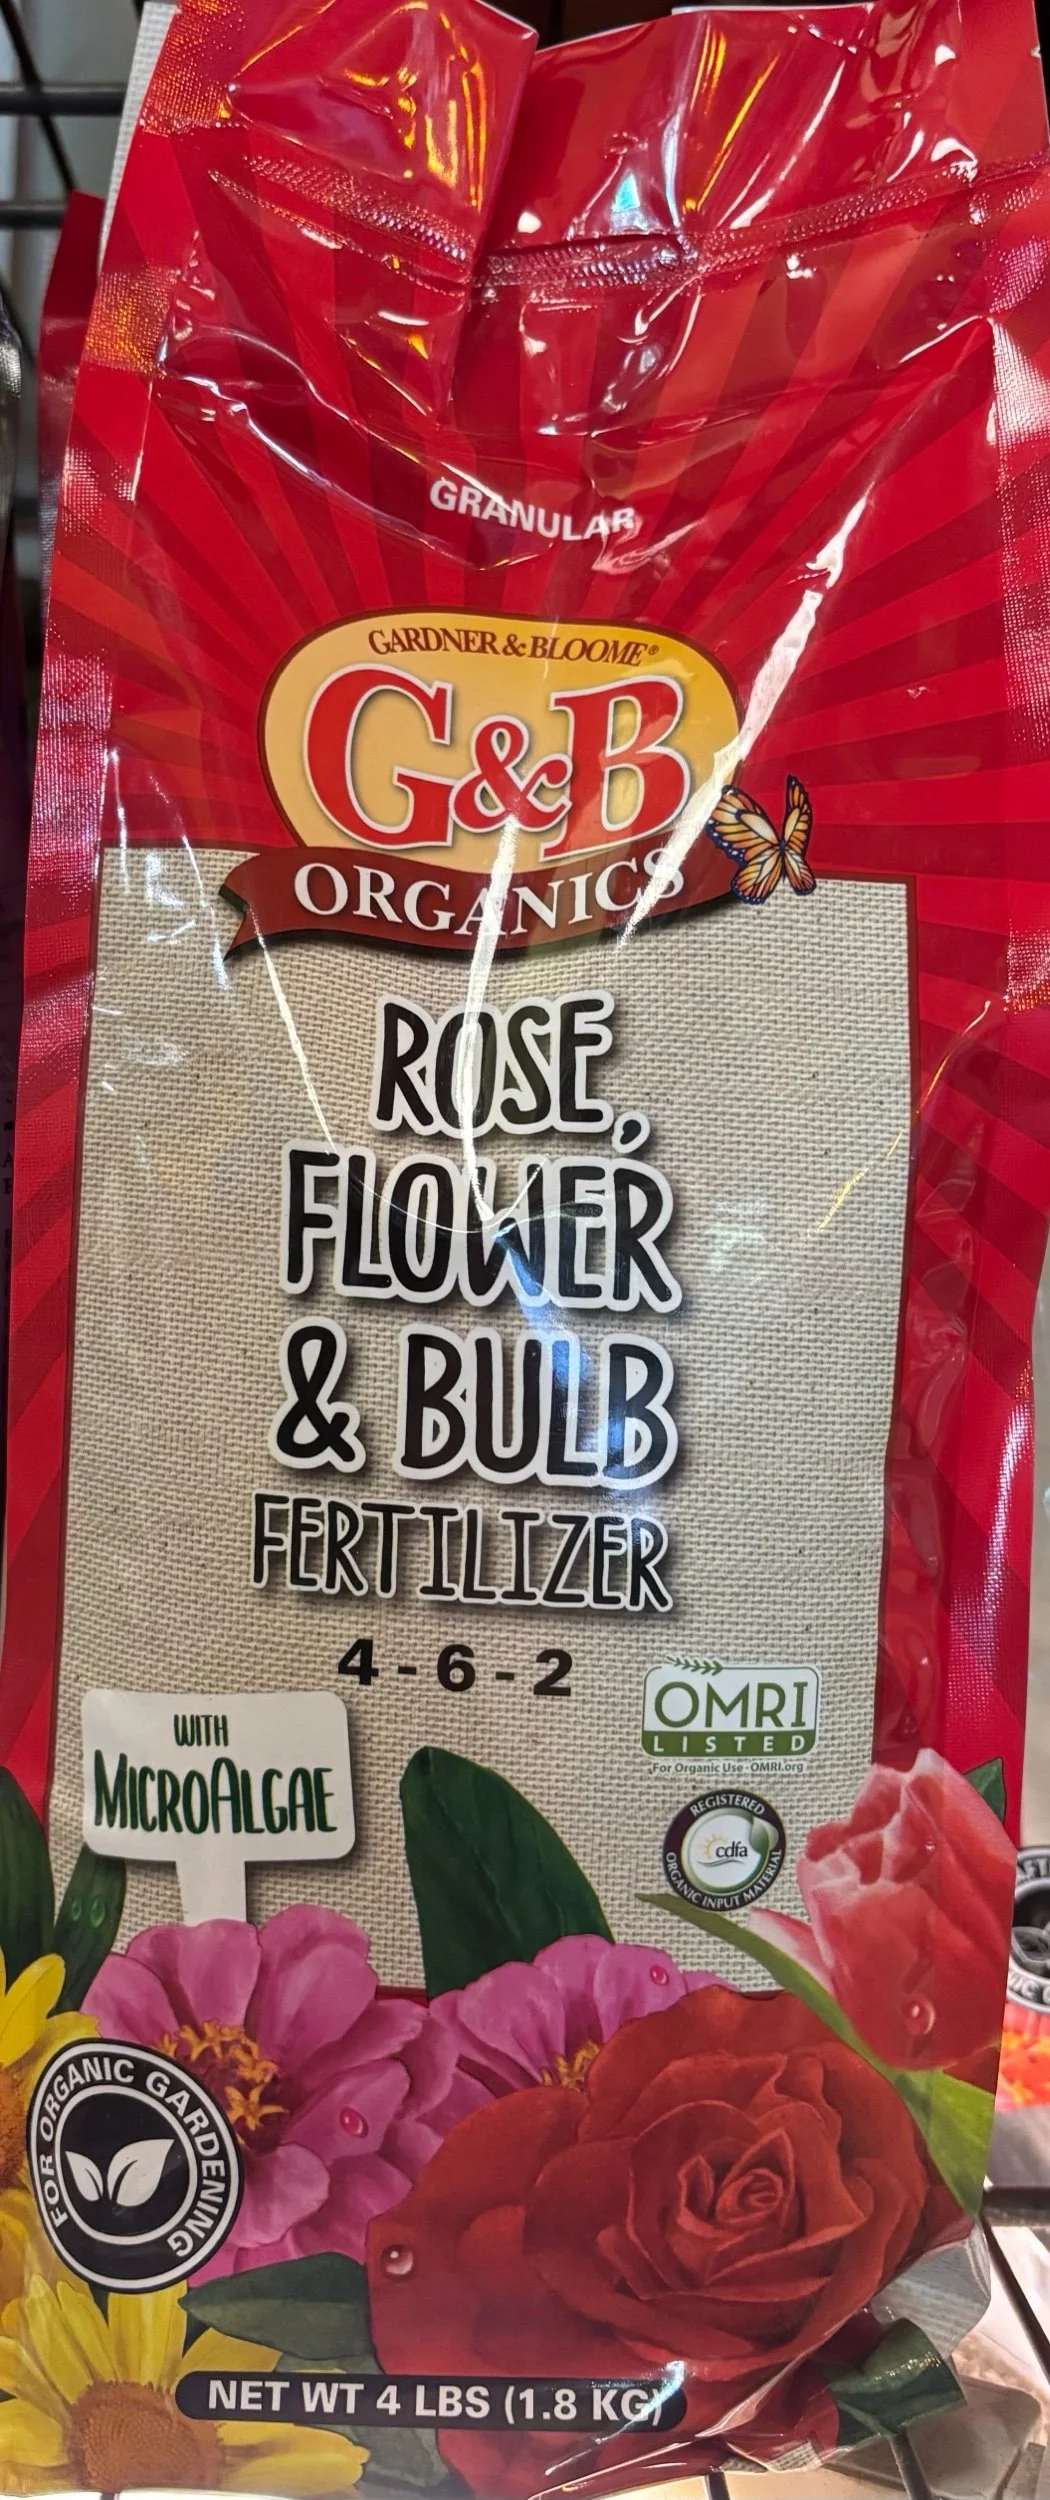 GRANULAR
GARDNER & BLOOME®
G&B
ORGANICS
ROSE,
FLOWER
& BULB
FERTILIZER
4-6-2
WITH
MICROALGAE
OMRI
LISTED
For Organic Use - OMRI.org
REGISTERED
cdfa
ORGANIC INPUT MATERIAL
FOR ORGANIC GARDENING
NET WT 4 LBS (1.8 KG)